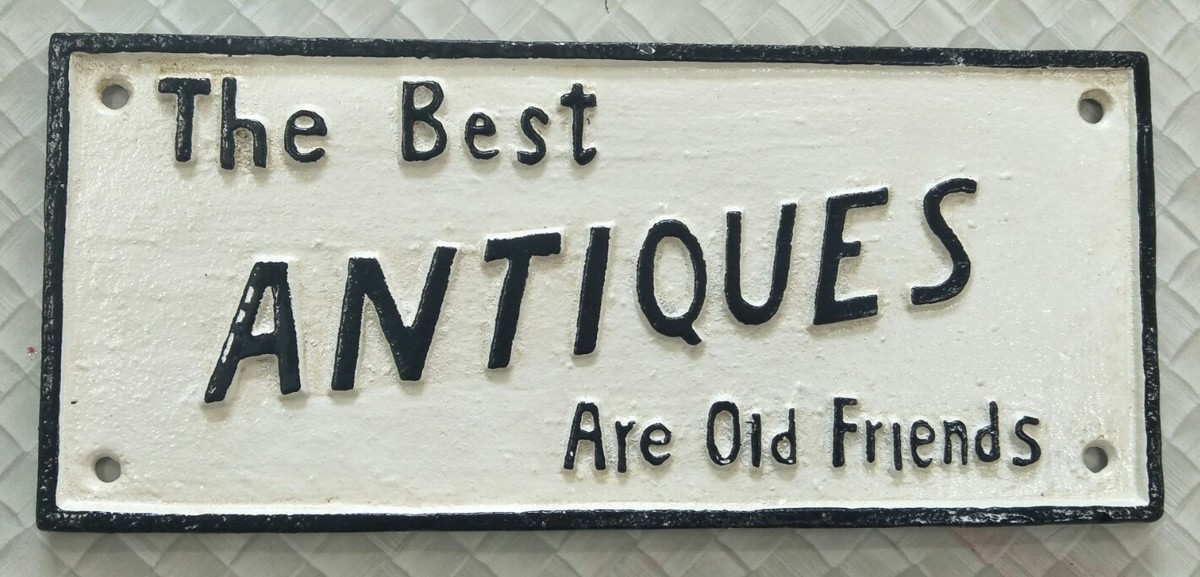 The Best
ANTIQUES
Are Old Friends